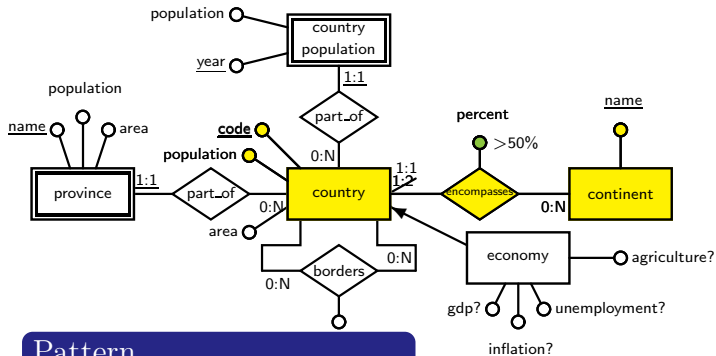 population
country
population
year
1:1
population
name
area
part_of
code
population
0:N
percent
>50%
name
province
1:1
part_of
0:N
area
country
1:1
1:2
encompasses
0:N
continent
0:N
borders
0:N
economy
agriculture?
gdp?
unemployment?
inflation?
Pattern